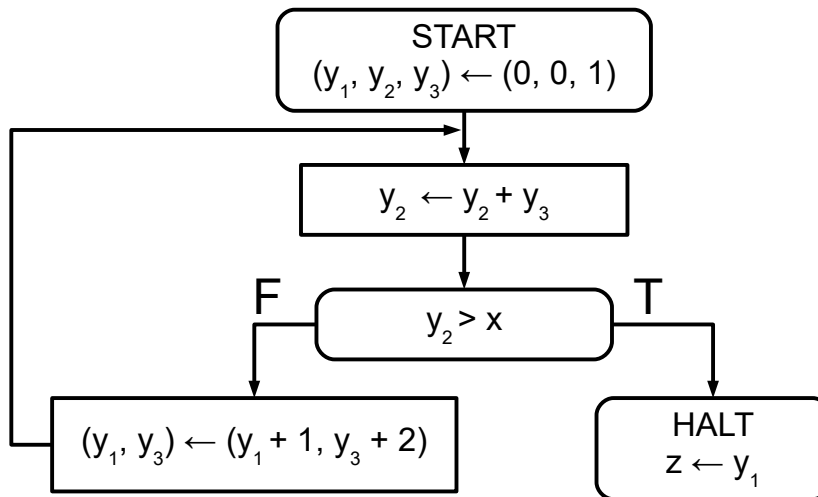 START
(y₁, y₂, y₃) ← (0, 0, 1)
y₂ ← y₂ + y₃
F
T
y₂ > x
(y₁, y₃) ← (y₁ + 1, y₃ + 2)
HALT
z ← y₁